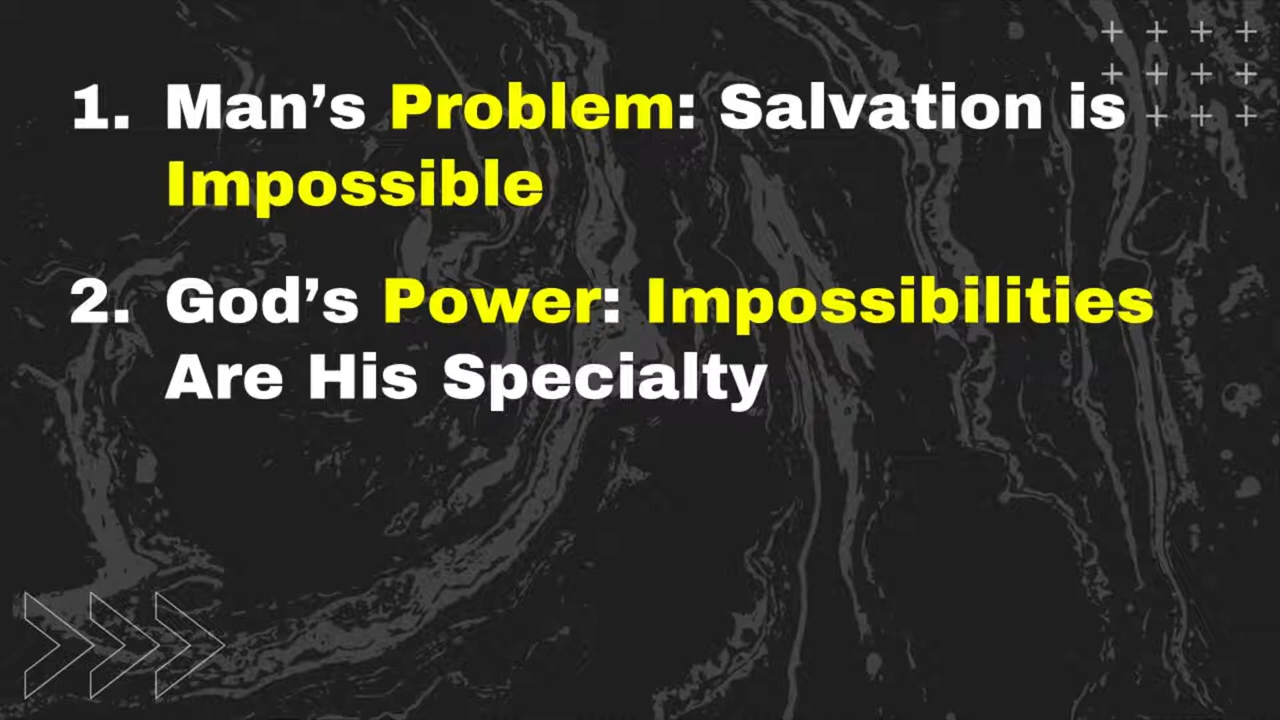 1. Man’s Problem: Salvation is
Impossible
2. God’s Power: Impossibilities
Are His Specialty